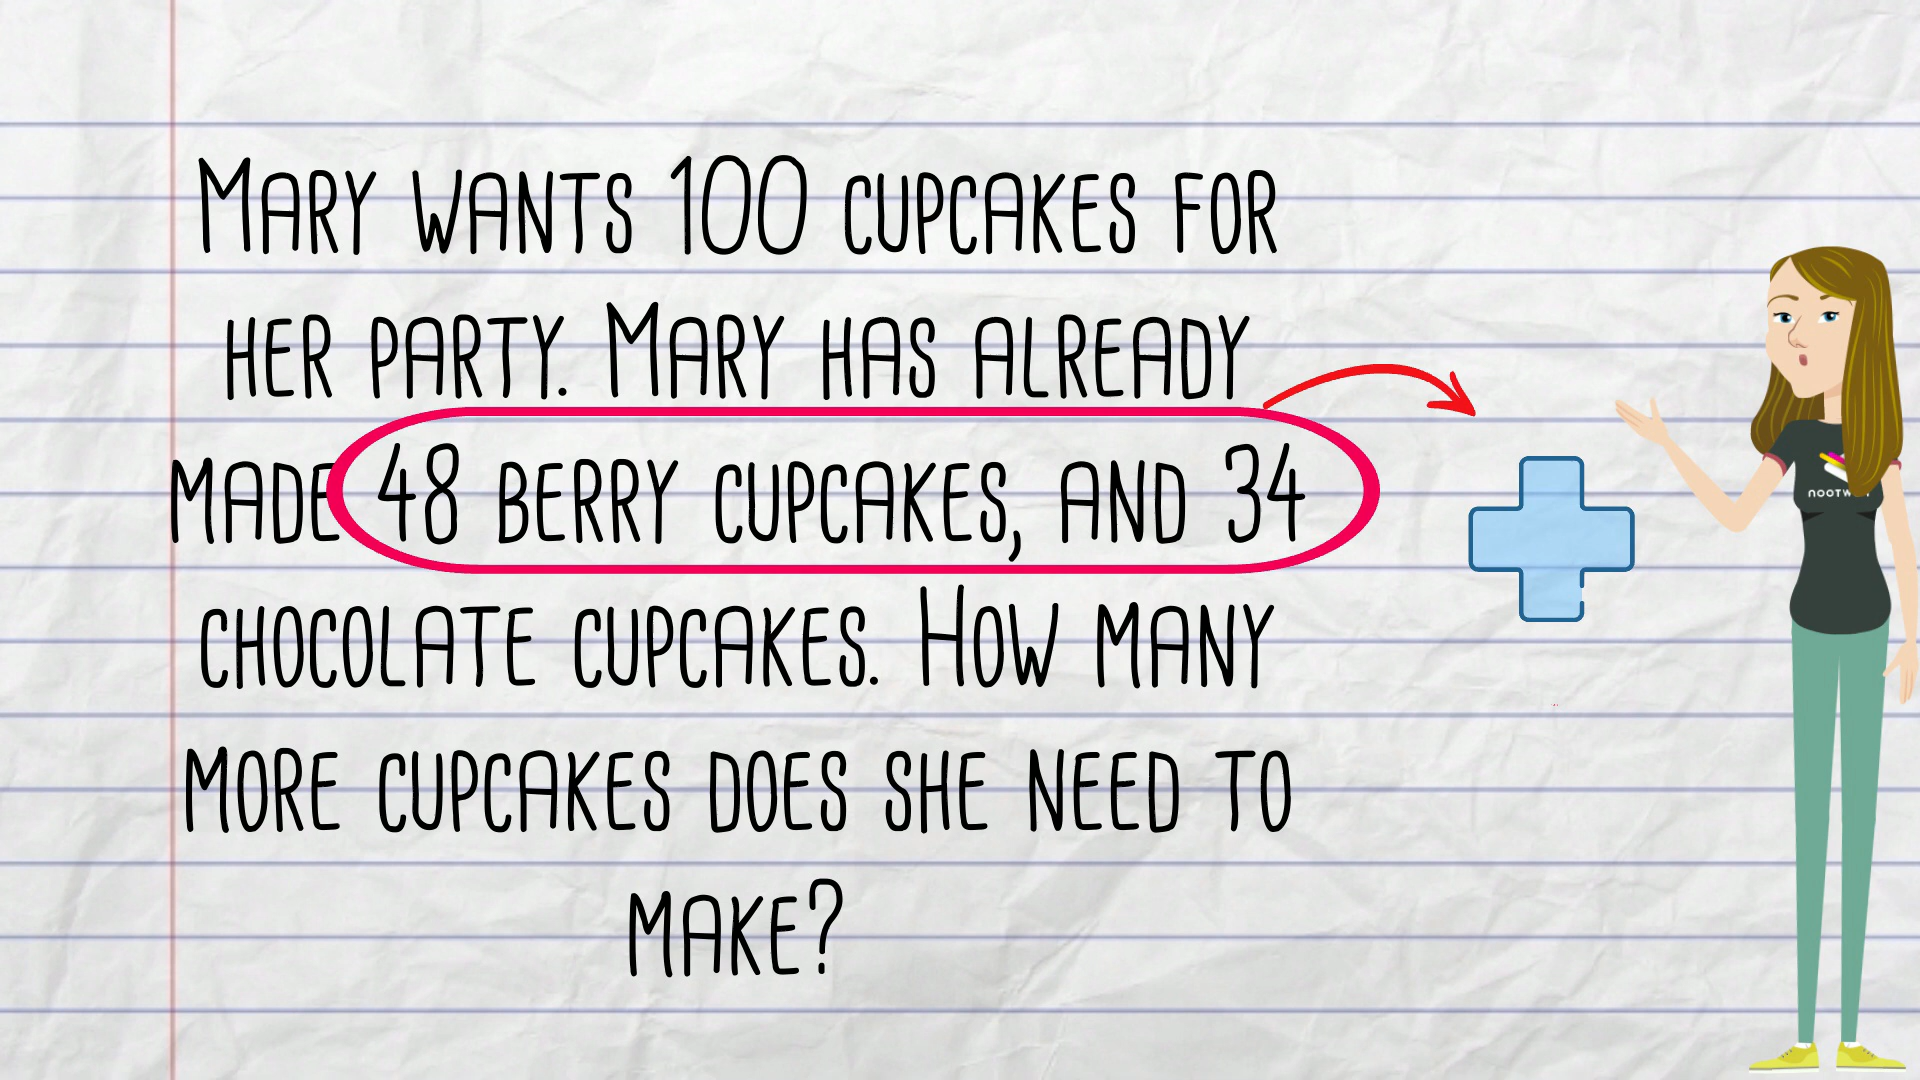 Mary wants 100 cupcakes for
her party. Mary has already
made 48 berry cupcakes, and 34
chocolate cupcakes. How many
more cupcakes does she need to
make?